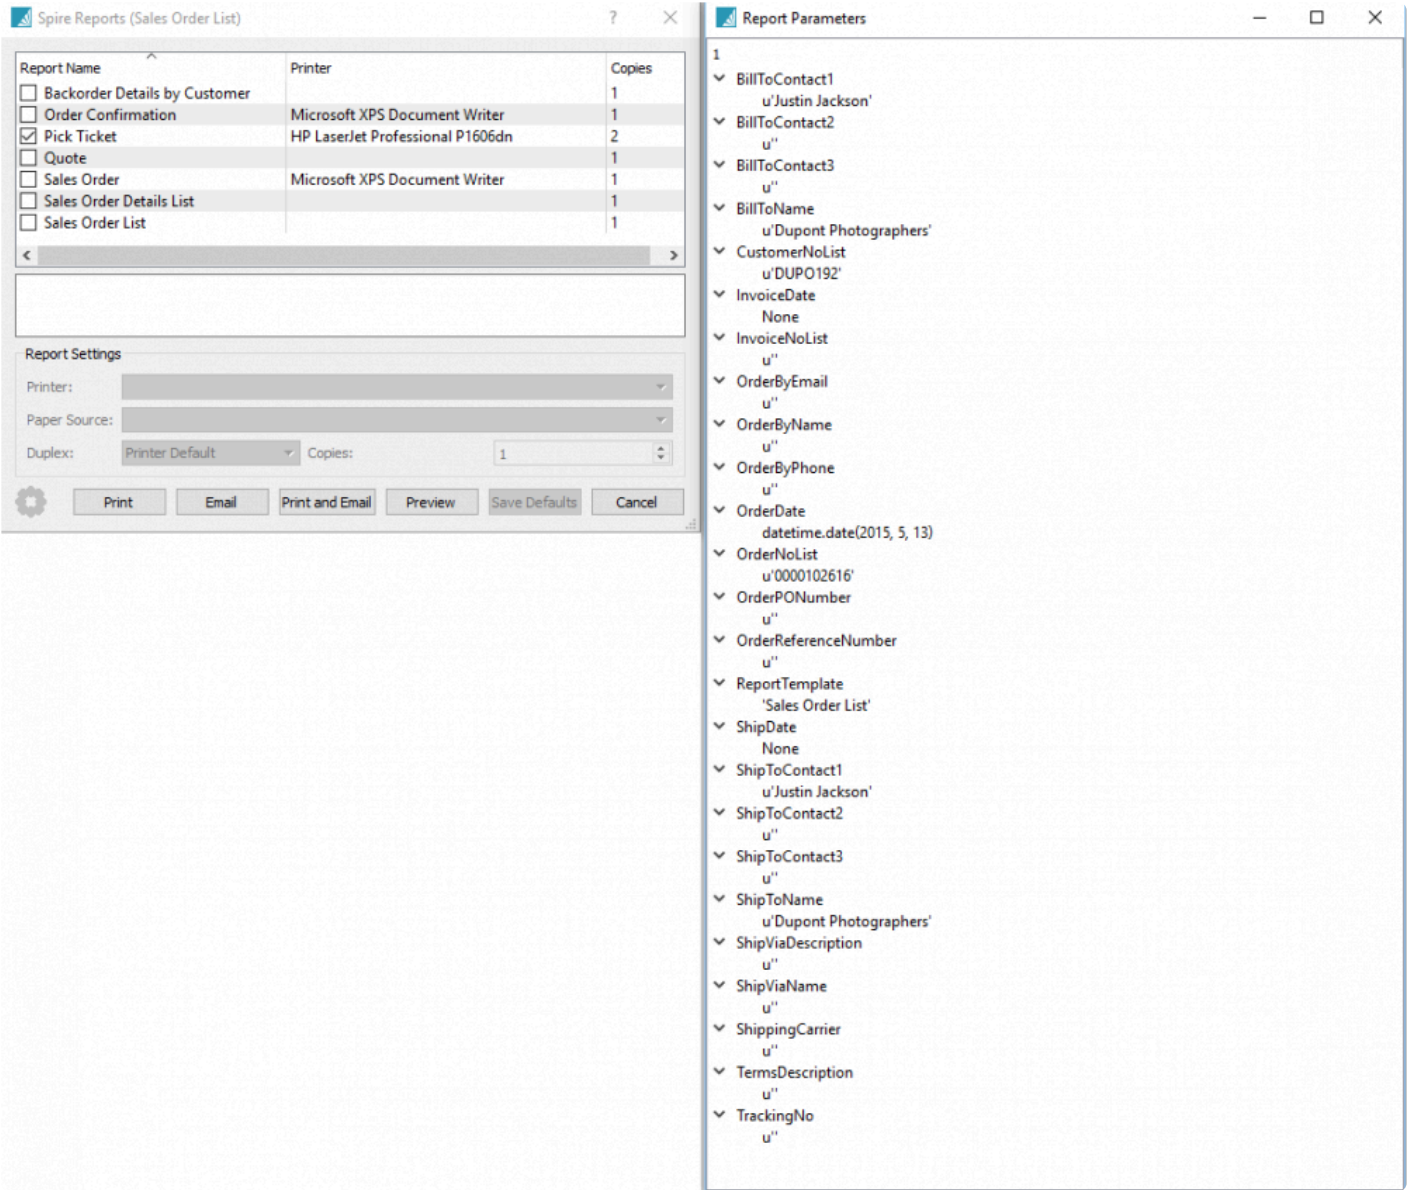 Spire Reports (Sales Order List) ?
Report Name Printer Copies
Backorder Details by Customer 1
Order Confirmation Microsoft XPS Document Writer 1
Pick Ticket HP LaserJet Professional P1606dn 2
Quote 1
Sales Order Microsoft XPS Document Writer 1
Sales Order Details List 1
Sales Order List 1
Report Settings
Printer:
Paper Source:
Duplex: Printer Default Copies: 1
Print Email Print and Email Preview Save Defaults Cancel
Report Parameters
1
BillToContact1
u'Justin Jackson'
BillToContact2
u''
BillToContact3
u''
BillToName
u'Dupont Photographers'
CustomerNoList
u'DUPO192'
InvoiceDate
None
InvoiceNoList
u''
OrderByEmail
u''
OrderByName
u''
OrderByPhone
u''
OrderDate
datetime.date(2015, 5, 13)
OrderNoList
u'0000102616'
OrderPONumber
u''
OrderReferenceNumber
u''
ReportTemplate
'Sales Order List'
ShipDate
None
ShipToContact1
u'Justin Jackson'
ShipToContact2
u''
ShipToContact3
u''
ShipToName
u'Dupont Photographers'
ShipViaDescription
u''
ShipViaName
u''
ShippingCarrier
u''
TermsDescription
u''
TrackingNo
u''